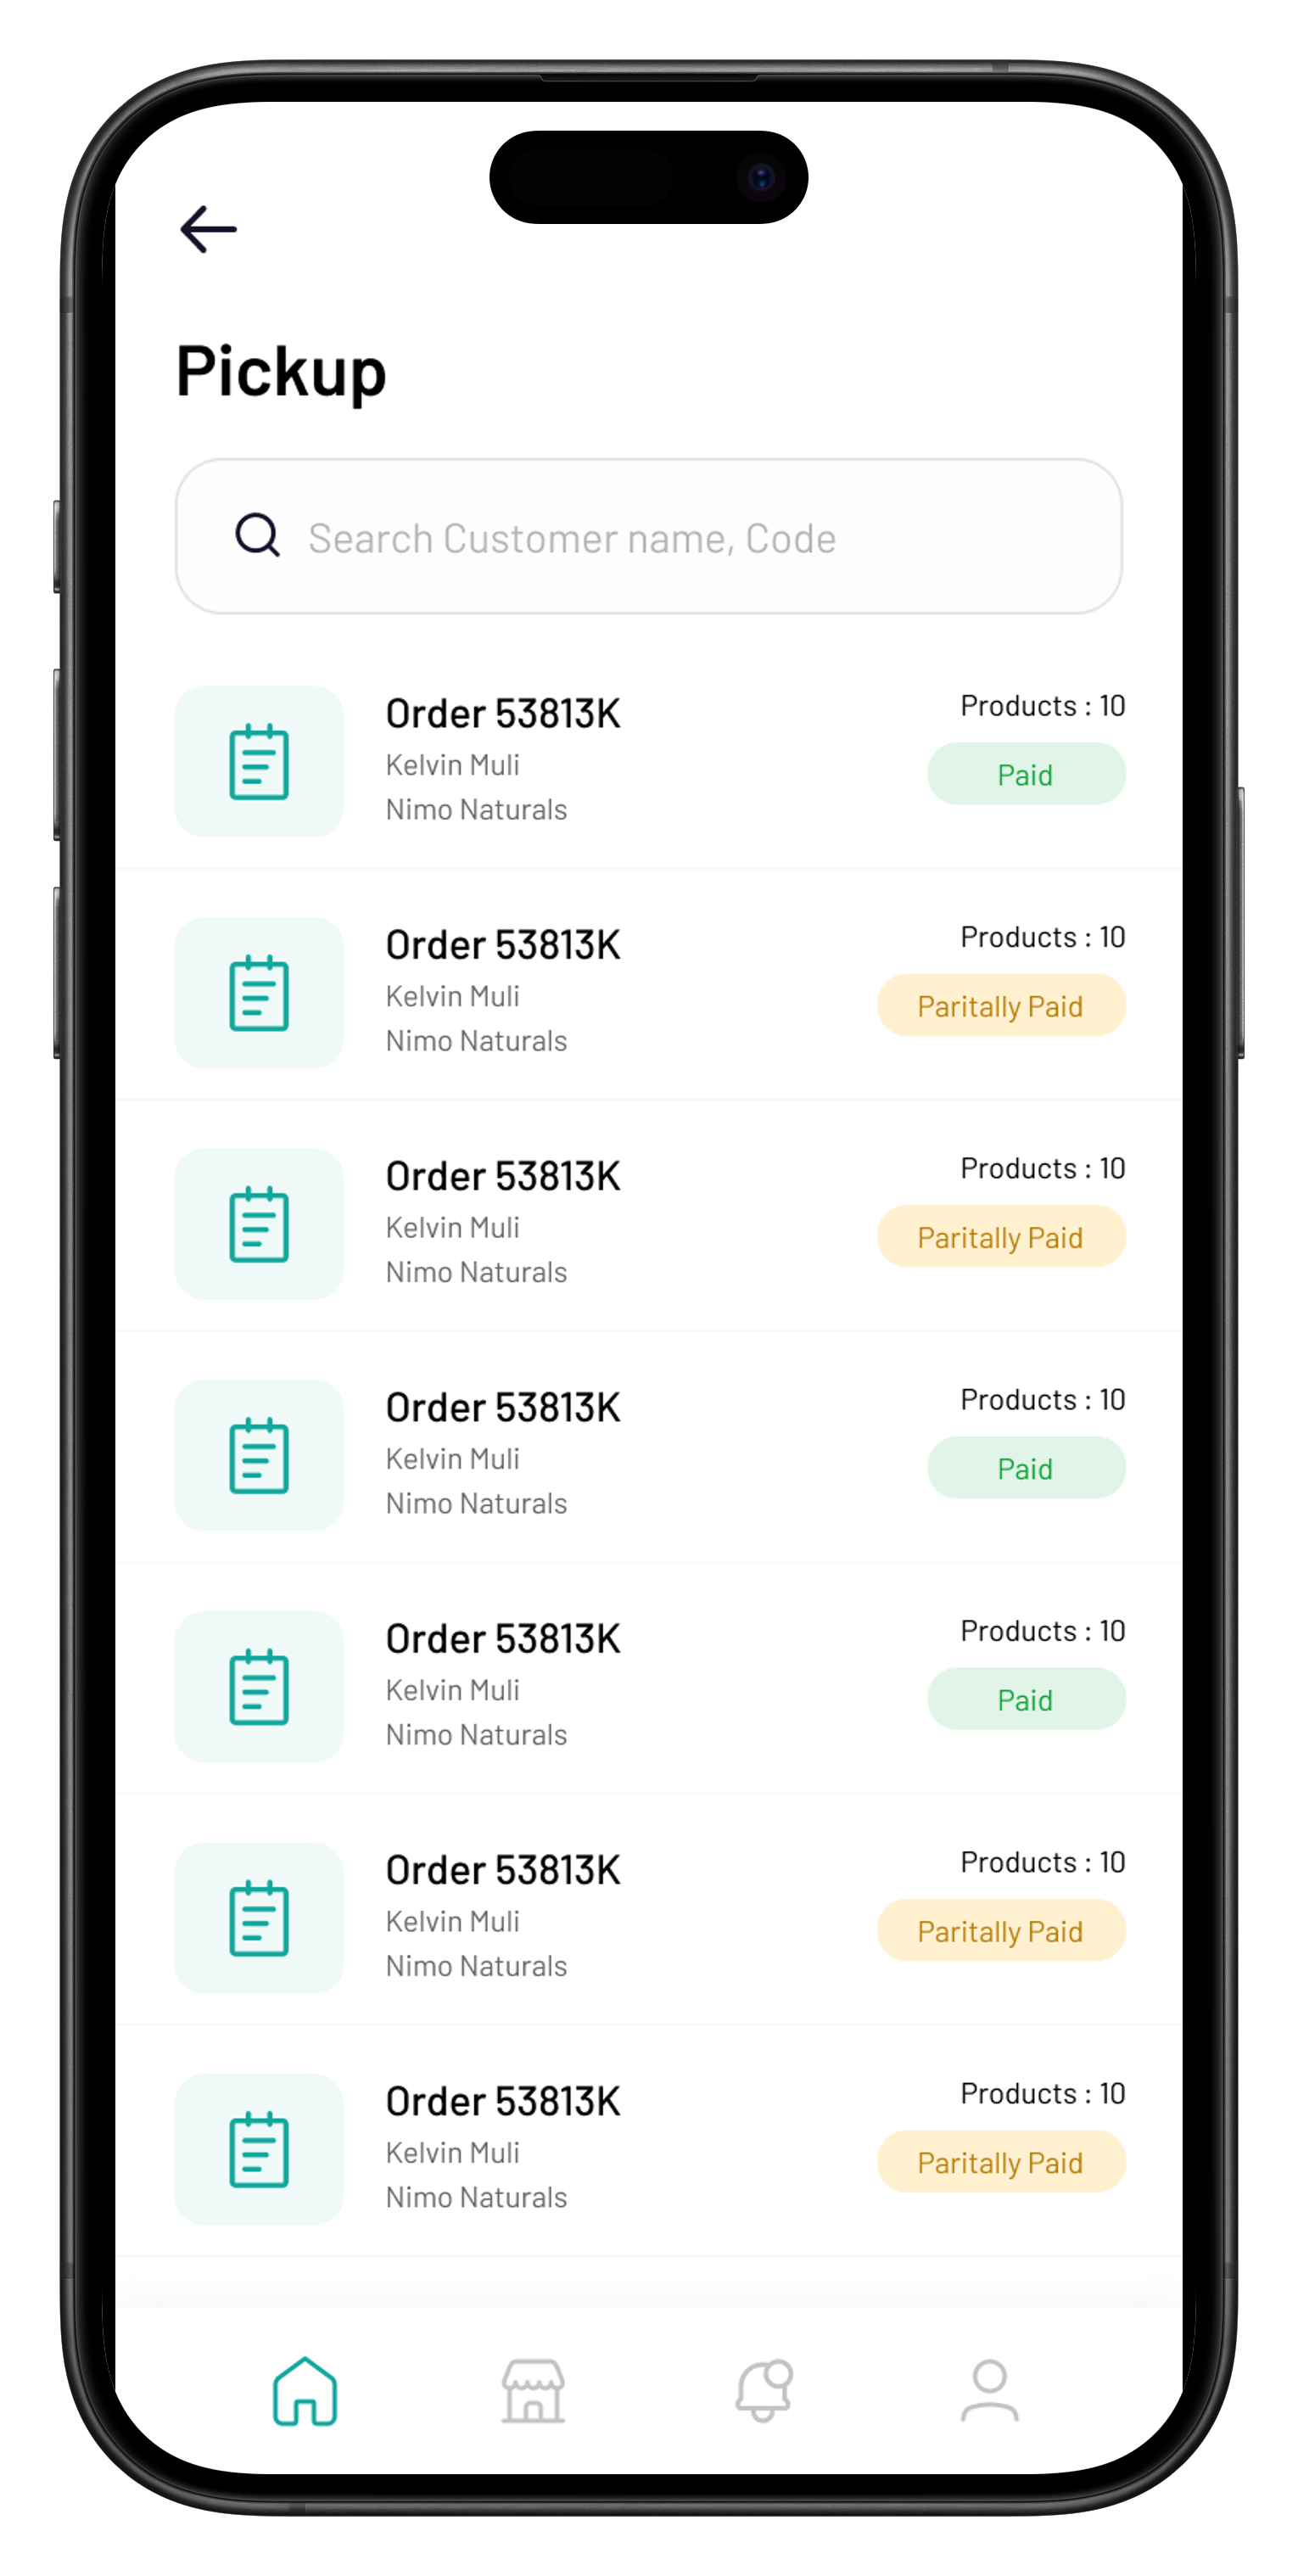 Pickup
Search Customer name, Code
Order 53813K
Products : 10
Kelvin Muli
Paid
Nimo Naturals
Order 53813K
Products : 10
Kelvin Muli
Paritally Paid
Nimo Naturals
Order 53813K
Products : 10
Kelvin Muli
Paritally Paid
Nimo Naturals
Order 53813K
Products : 10
Kelvin Muli
Paid
Nimo Naturals
Order 53813K
Products : 10
Kelvin Muli
Paid
Nimo Naturals
Order 53813K
Products : 10
Kelvin Muli
Paritally Paid
Nimo Naturals
Order 53813K
Products : 10
Kelvin Muli
Paritally Paid
Nimo Naturals